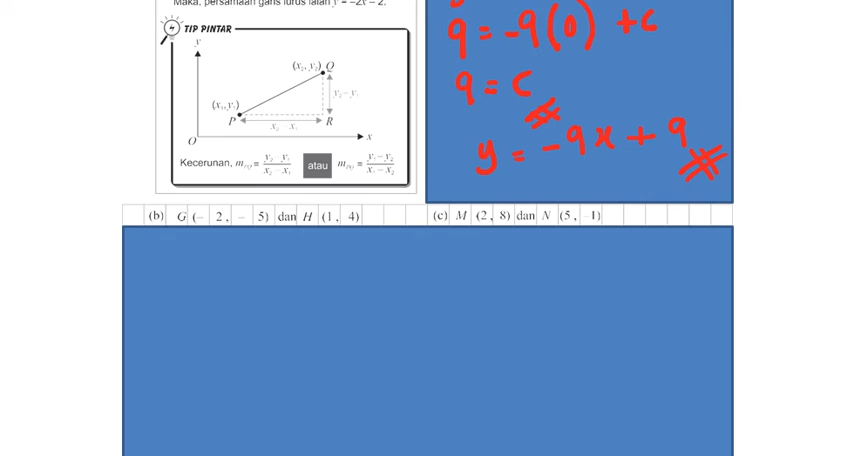 Maka, persamaan garis lurus ialah y = –2x – 2.
TIP PINTAR
y
(x₂, y₂) Q
y₂ – y₁
(x₁, y₁)
P
x₂ – x₁
R
O
x
Kecerunan, m_PQ = (y₂ – y₁)/(x₂ – x₁) atau m_PQ = (y₁ – y₂)/(x₁ – x₂)
9 = -9(0) + c
9 = c
y = -9x + 9
(b) G (– 2 , – 5) dan H (1 , 4)
(c) M (2 , 8) dan N (5 , –1)